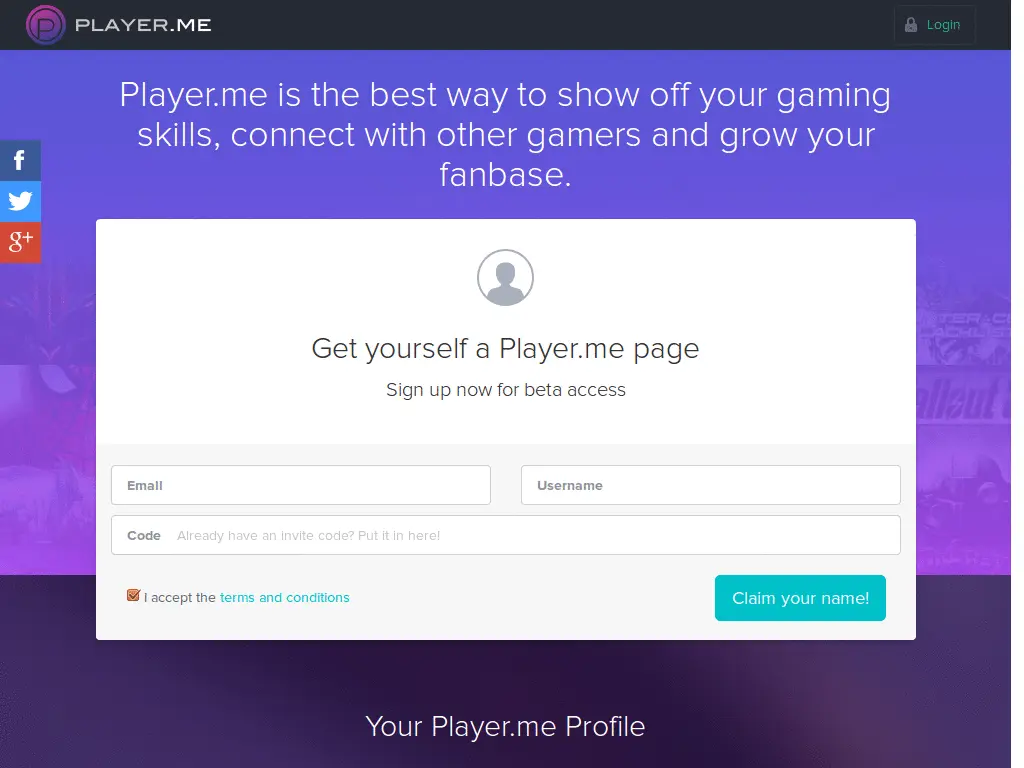 PLAYER.ME
Login
Player.me is the best way to show off your gaming
skills, connect with other gamers and grow your
fanbase.
f
g+
Get yourself a Player.me page
Sign up now for beta access
Email
Username
Code Already have an invite code? Put it in here!
I accept the terms and conditions
Claim your name!
Your Player.me Profile